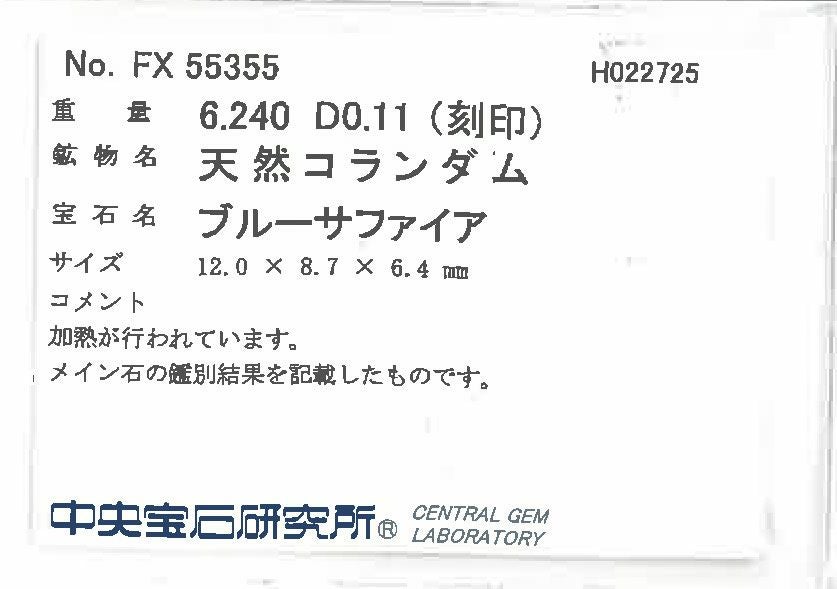 No. FX 55355
H022725
重量 6.240 D0.11（刻印）
鉱物名 天然コランダム
宝石名 ブルーサファイア
サイズ 12.0 × 8.7 × 6.4 mm
コメント
加熱が行われています。
メイン石の鑑別結果を記載したものです。
中央宝石研究所® CENTRAL GEM
LABORATORY